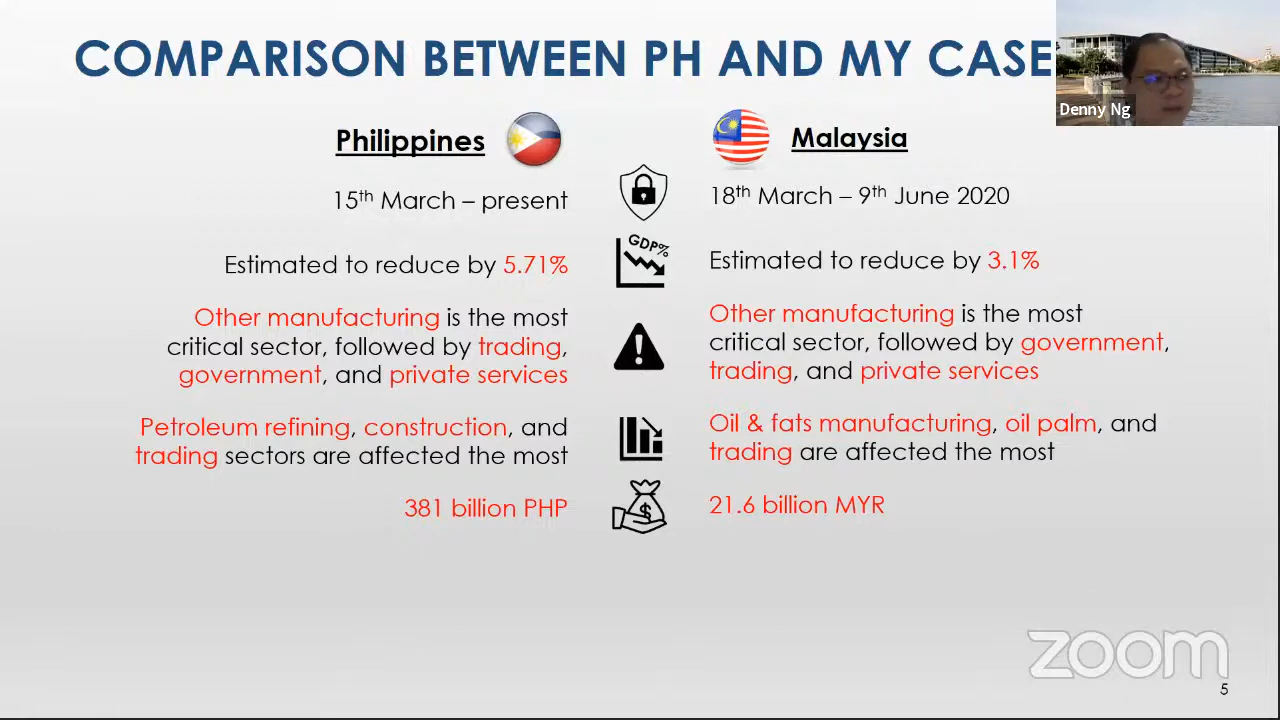 COMPARISON BETWEEN PH AND MY CASE
Denny Ng
Philippines
Malaysia
15th March – present
18th March – 9th June 2020
GDP%
Estimated to reduce by 5.71%
Estimated to reduce by 3.1%
Other manufacturing is the most
critical sector, followed by trading,
government, and private services
Other manufacturing is the most
critical sector, followed by government,
trading, and private services
Petroleum refining, construction, and
trading sectors are affected the most
Oil & fats manufacturing, oil palm, and
trading are affected the most
$
381 billion PHP
21.6 billion MYR
zoom
5